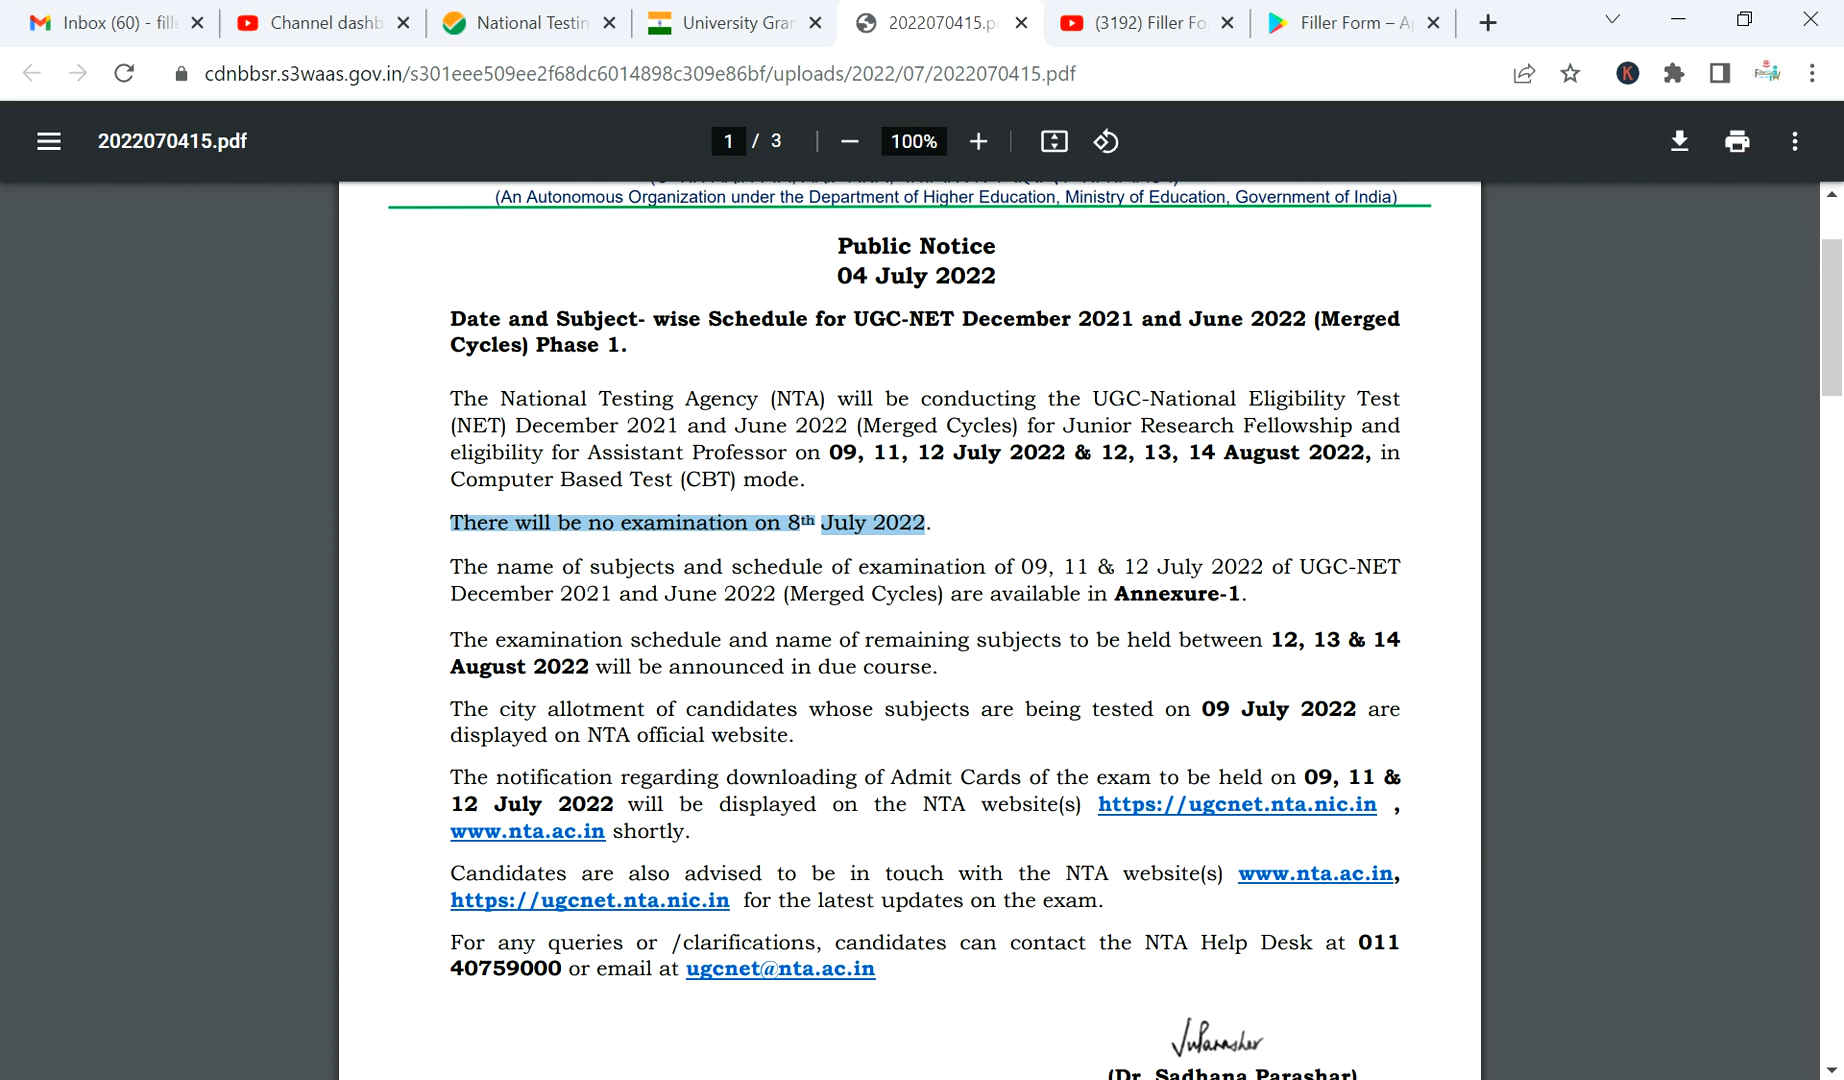 Inbox (60) - fill
Channel dashb
National Testin
University Gran
2022070415.p
(3192) Filler Fo
Filler Form – A
cdnbbsr.s3waas.gov.in/s301eee509ee2f68dc6014898c309e86bf/uploads/2022/07/2022070415.pdf
K
2022070415.pdf
1 / 3
100%
(An Autonomous Organization under the Department of Higher Education, Ministry of Education, Government of India)
Public Notice
04 July 2022
Date and Subject- wise Schedule for UGC-NET December 2021 and June 2022 (Merged
Cycles) Phase 1.
The National Testing Agency (NTA) will be conducting the UGC-National Eligibility Test
(NET) December 2021 and June 2022 (Merged Cycles) for Junior Research Fellowship and
eligibility for Assistant Professor on 09, 11, 12 July 2022 & 12, 13, 14 August 2022, in
Computer Based Test (CBT) mode.
There will be no examination on 8th July 2022.
The name of subjects and schedule of examination of 09, 11 & 12 July 2022 of UGC-NET
December 2021 and June 2022 (Merged Cycles) are available in Annexure-1.
The examination schedule and name of remaining subjects to be held between 12, 13 & 14
August 2022 will be announced in due course.
The city allotment of candidates whose subjects are being tested on 09 July 2022 are
displayed on NTA official website.
The notification regarding downloading of Admit Cards of the exam to be held on 09, 11 &
12 July 2022 will be displayed on the NTA website(s) https://ugcnet.nta.nic.in ,
www.nta.ac.in shortly.
Candidates are also advised to be in touch with the NTA website(s) www.nta.ac.in,
https://ugcnet.nta.nic.in for the latest updates on the exam.
For any queries or /clarifications, candidates can contact the NTA Help Desk at 011
40759000 or email at ugcnet@nta.ac.in
(Dr. Sadhana Parashar)